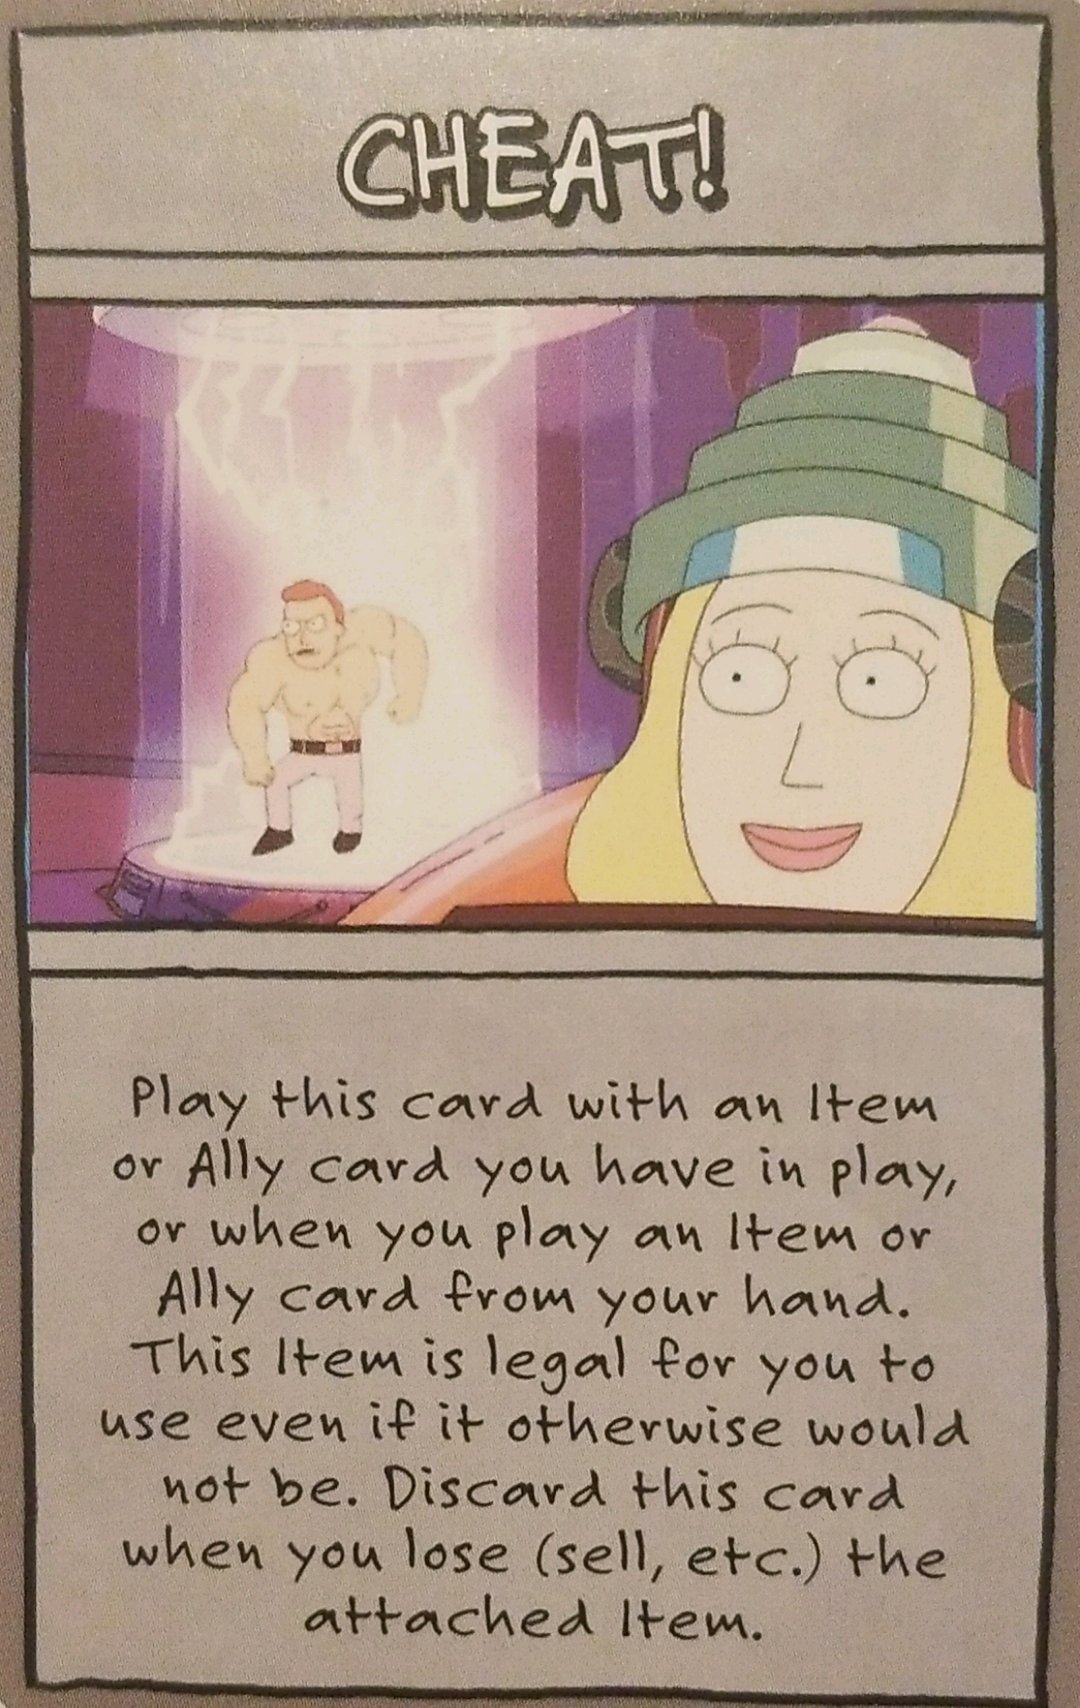 CHEAT!
Play this card with an Item
or Ally card you have in play,
or when you play an Item or
Ally card from your hand.
This Item is legal for you to
use even if it otherwise would
not be. Discard this card
when you lose (sell, etc.) the
attached Item.